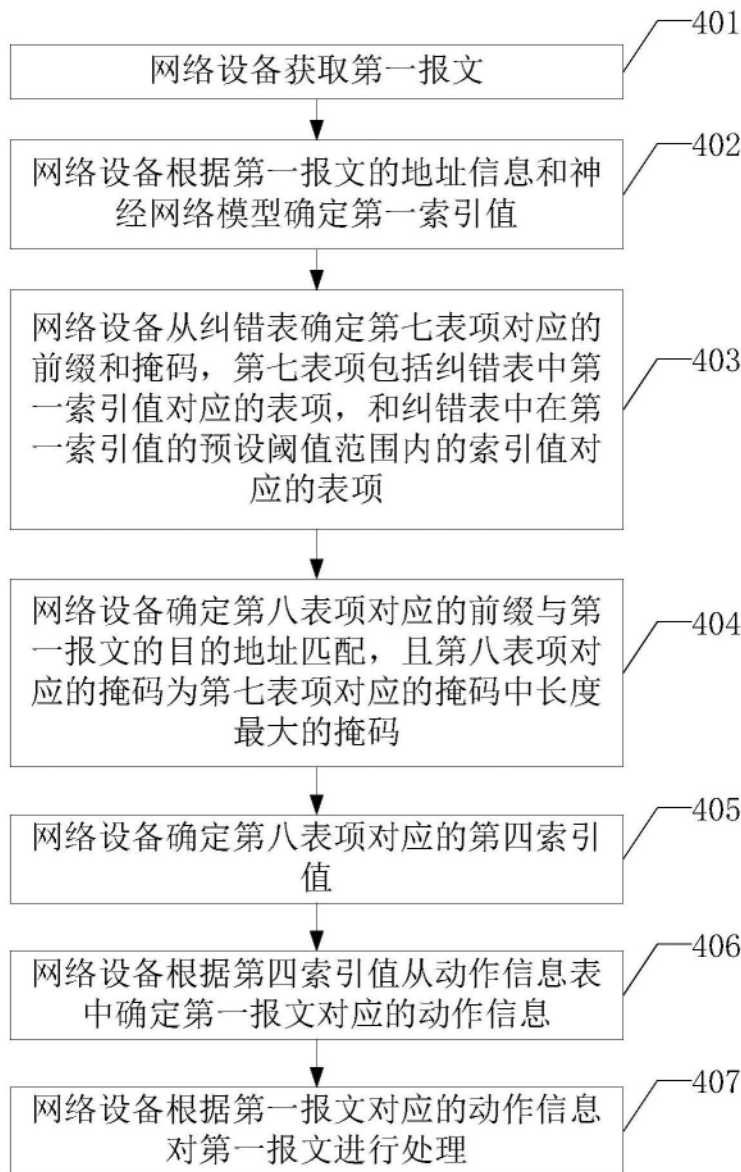 401
网络设备获取第一报文
402
网络设备根据第一报文的地址信息和神
经网络模型确定第一索引值
网络设备从纠错表确定第七表项对应的
前缀和掩码，第七表项包括纠错表中第
403
一索引值对应的表项，和纠错表中在第
一索引值的预设阈值范围内的索引值对
应的表项
网络设备确定第八表项对应的前缀与第
404
一报文的目的地址匹配，且第八表项对
应的掩码为第七表项对应的掩码中长度
最大的掩码
405
网络设备确定第八表项对应的第四索引
值
406
网络设备根据第四索引值从动作信息表
中确定第一报文对应的动作信息
407
网络设备根据第一报文对应的动作信息
对第一报文进行处理